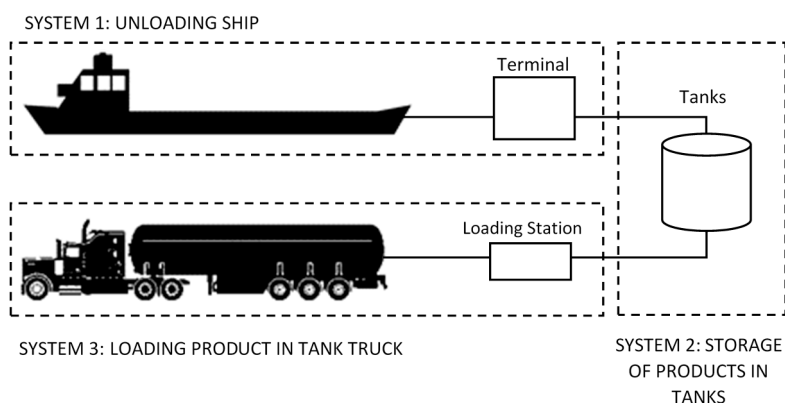 SYSTEM 1: UNLOADING SHIP
Terminal
Tanks
Loading Station
SYSTEM 3: LOADING PRODUCT IN TANK TRUCK
SYSTEM 2: STORAGE
OF PRODUCTS IN
TANKS